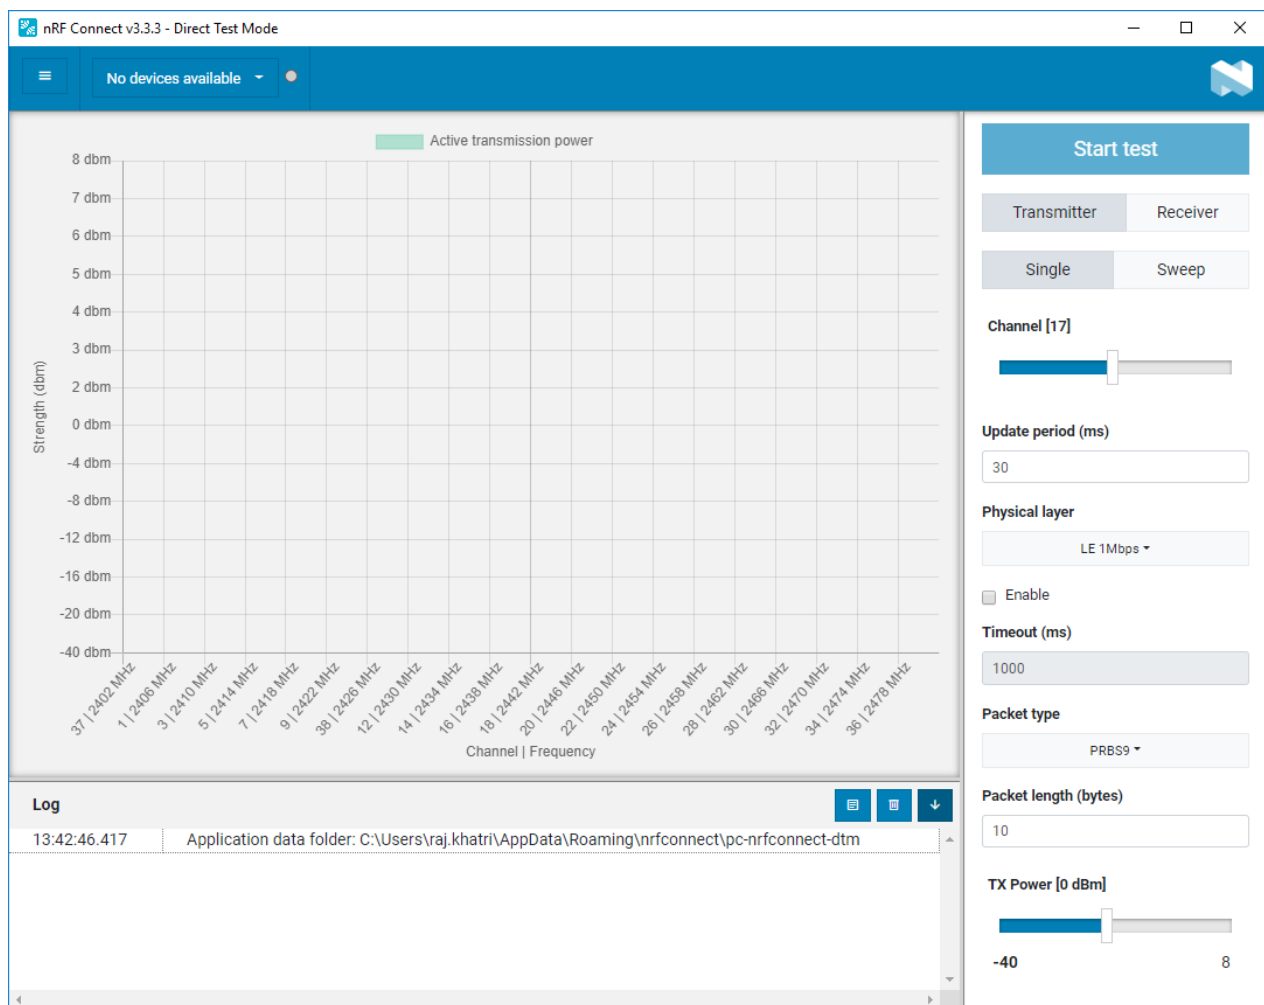 nRF Connect v3.3.3 - Direct Test Mode
No devices available
Active transmission power
8 dbm
7 dbm
6 dbm
5 dbm
4 dbm
3 dbm
2 dbm
0 dbm
-4 dbm
-8 dbm
-12 dbm
-16 dbm
-20 dbm
-40 dbm
Strength (dbm)
37 | 2402 MHz
1 | 2406 MHz
3 | 2410 MHz
5 | 2414 MHz
7 | 2418 MHz
9 | 2422 MHz
38 | 2426 MHz
12 | 2430 MHz
14 | 2434 MHz
16 | 2438 MHz
18 | 2442 MHz
20 | 2446 MHz
22 | 2450 MHz
24 | 2454 MHz
26 | 2458 MHz
28 | 2462 MHz
30 | 2466 MHz
32 | 2470 MHz
34 | 2474 MHz
36 | 2478 MHz
Channel | Frequency
Log
13:42:46.417 Application data folder: C:\Users\raj.khatri\AppData\Roaming\nrfconnect\pc-nrfconnect-dtm
Start test
Transmitter Receiver
Single Sweep
Channel [17]
Update period (ms)
30
Physical layer
LE 1Mbps
Enable
Timeout (ms)
1000
Packet type
PRBS9
Packet length (bytes)
10
TX Power [0 dBm]
-40 8